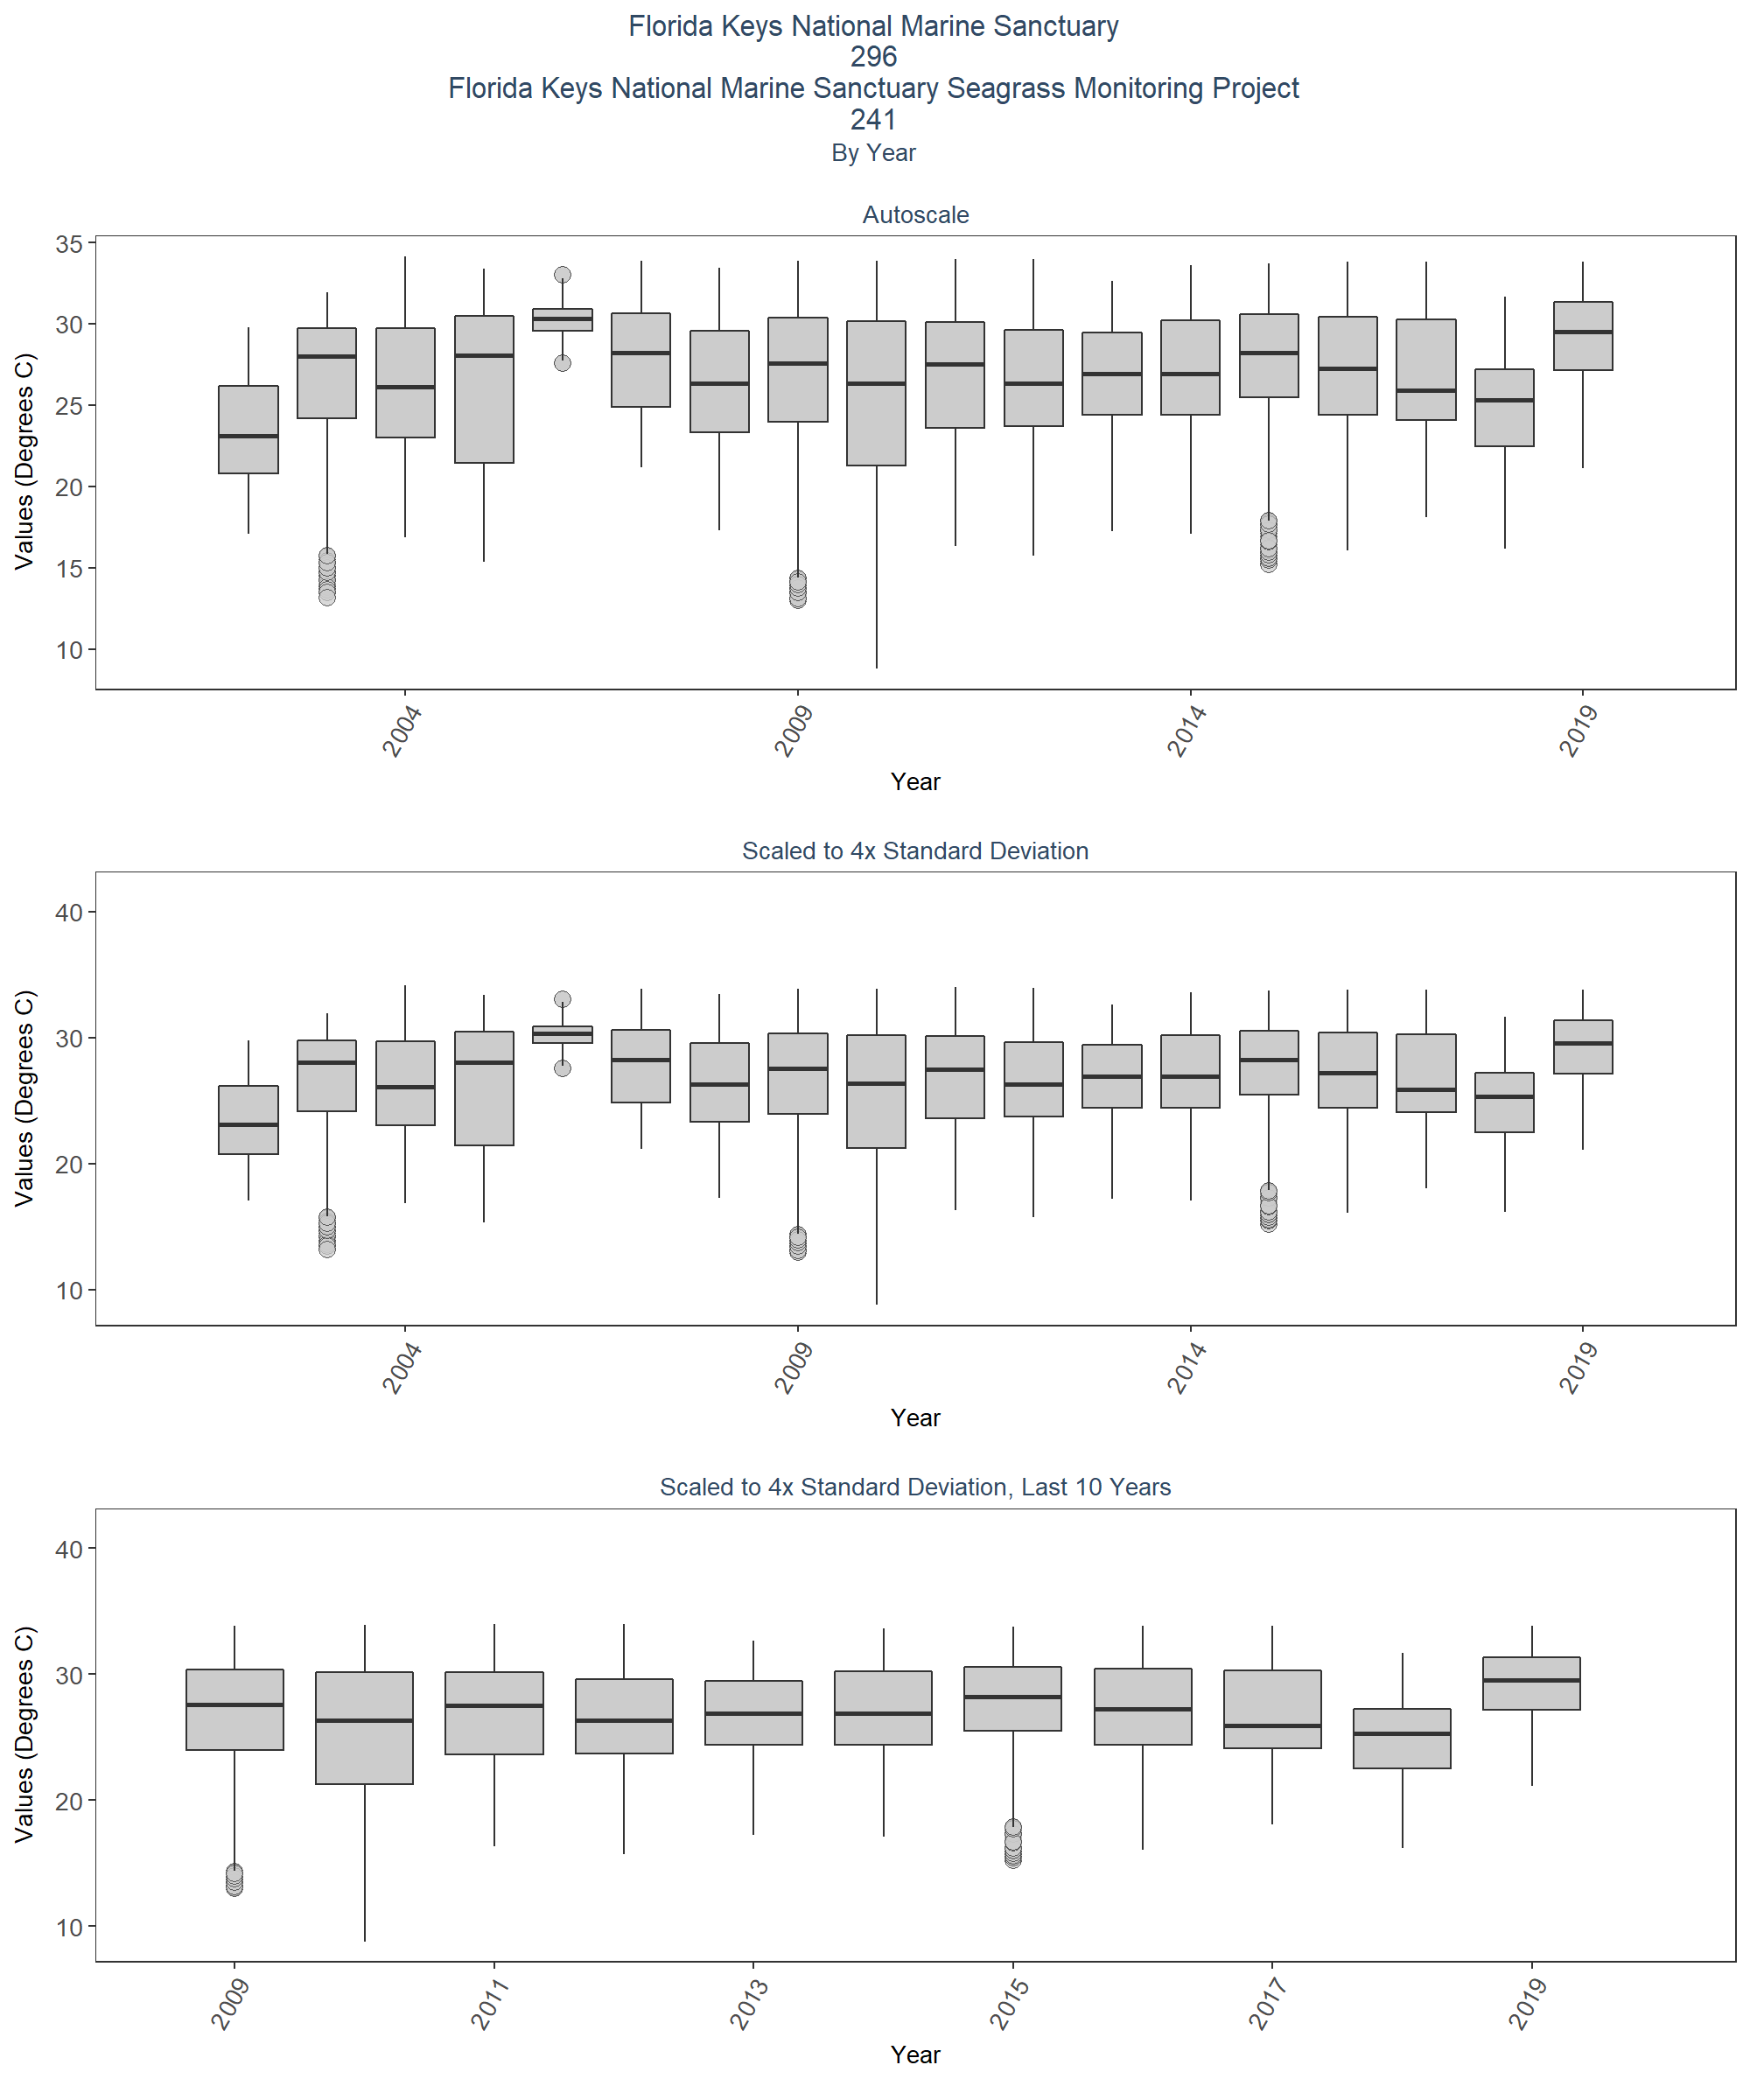 Florida Keys National Marine Sanctuary
296
Florida Keys National Marine Sanctuary Seagrass Monitoring Project
241
By Year
Autoscale
Values (Degrees C)
35
30
25
20
15
10
2004
2009
2014
2019
Year
Scaled to 4x Standard Deviation
Values (Degrees C)
40
30
20
10
2004
2009
2014
2019
Year
Scaled to 4x Standard Deviation, Last 10 Years
Values (Degrees C)
40
30
20
10
2009
2011
2013
2015
2017
2019
Year